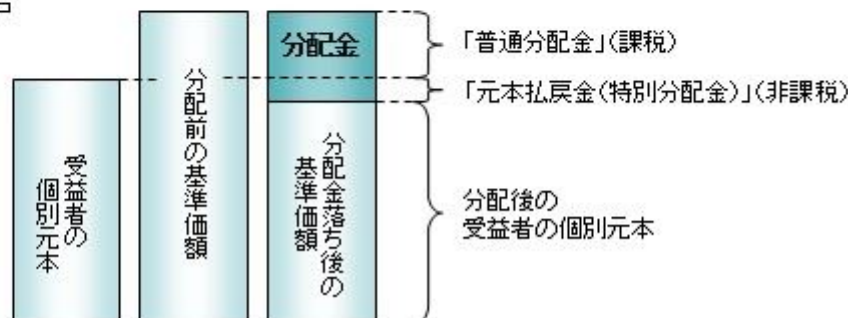 受益者の
個別元本
分配前の基準価額
分配金
分配金落ち後の
基準価額
「普通分配金」(課税)
「元本払戻金(特別分配金)」(非課税)
分配後の
受益者の個別元本